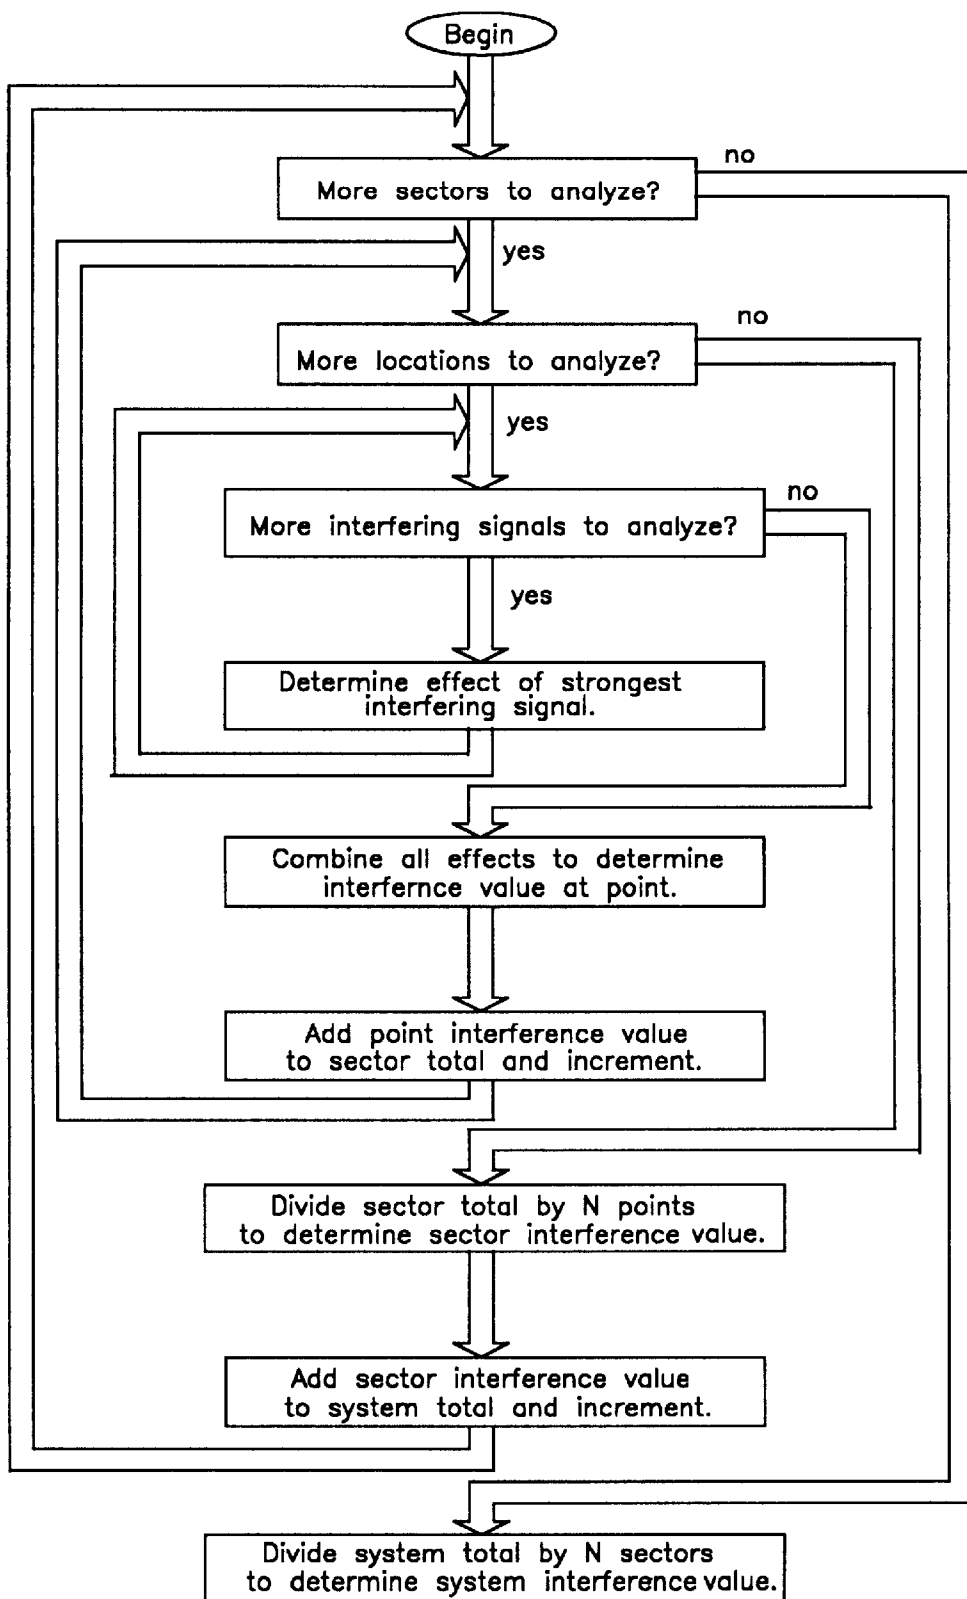 Begin
no
More sectors to analyze?
yes
no
More locations to analyze?
yes
no
More interfering signals to analyze?
yes
Determine effect of strongest
interfering signal.
Combine all effects to determine
interfernce value at point.
Add point interference value
to sector total and increment.
Divide sector total by N points
to determine sector interference value.
Add sector interference value
to system total and increment.
Divide system total by N sectors
to determine system interference value.